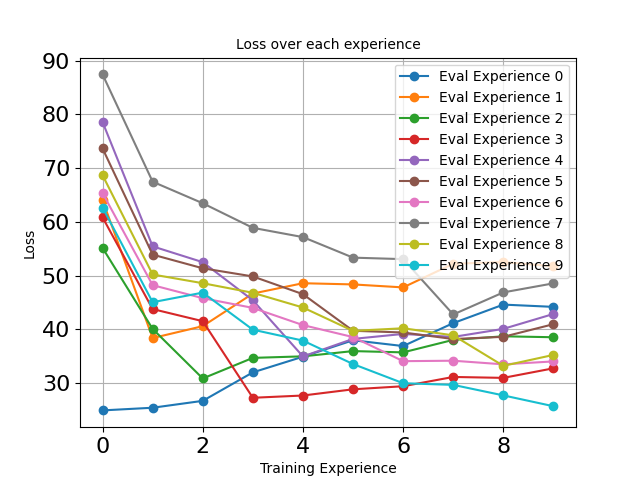 Loss over each experience
90
80
70
60
50
40
30
Loss
0 2 4 6 8
Training Experience
Eval Experience 0
Eval Experience 1
Eval Experience 2
Eval Experience 3
Eval Experience 4
Eval Experience 5
Eval Experience 6
Eval Experience 7
Eval Experience 8
Eval Experience 9